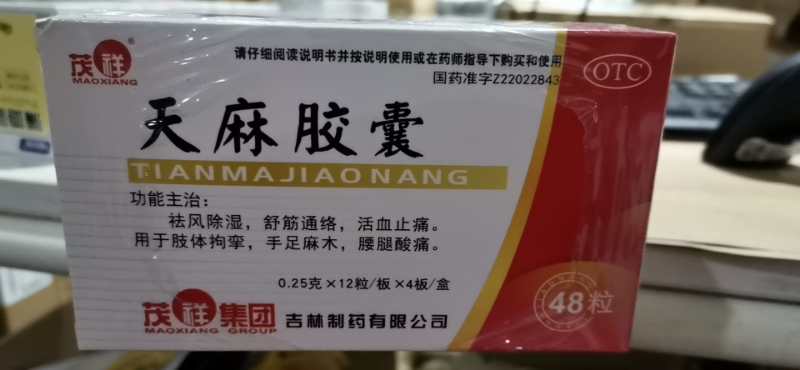 茂祥®
MAOXIANG
请仔细阅读说明书并按说明使用或在药师指导下购买和使用
国药准字Z22022843
OTC
天麻胶囊
TIANMAJIAONANG
功能主治：
祛风除湿，舒筋通络，活血止痛。
用于肢体拘挛，手足麻木，腰腿酸痛。
0.25克×12粒/板×4板/盒
48粒
茂祥集团
MAOXIANG GROUP
吉林制药有限公司